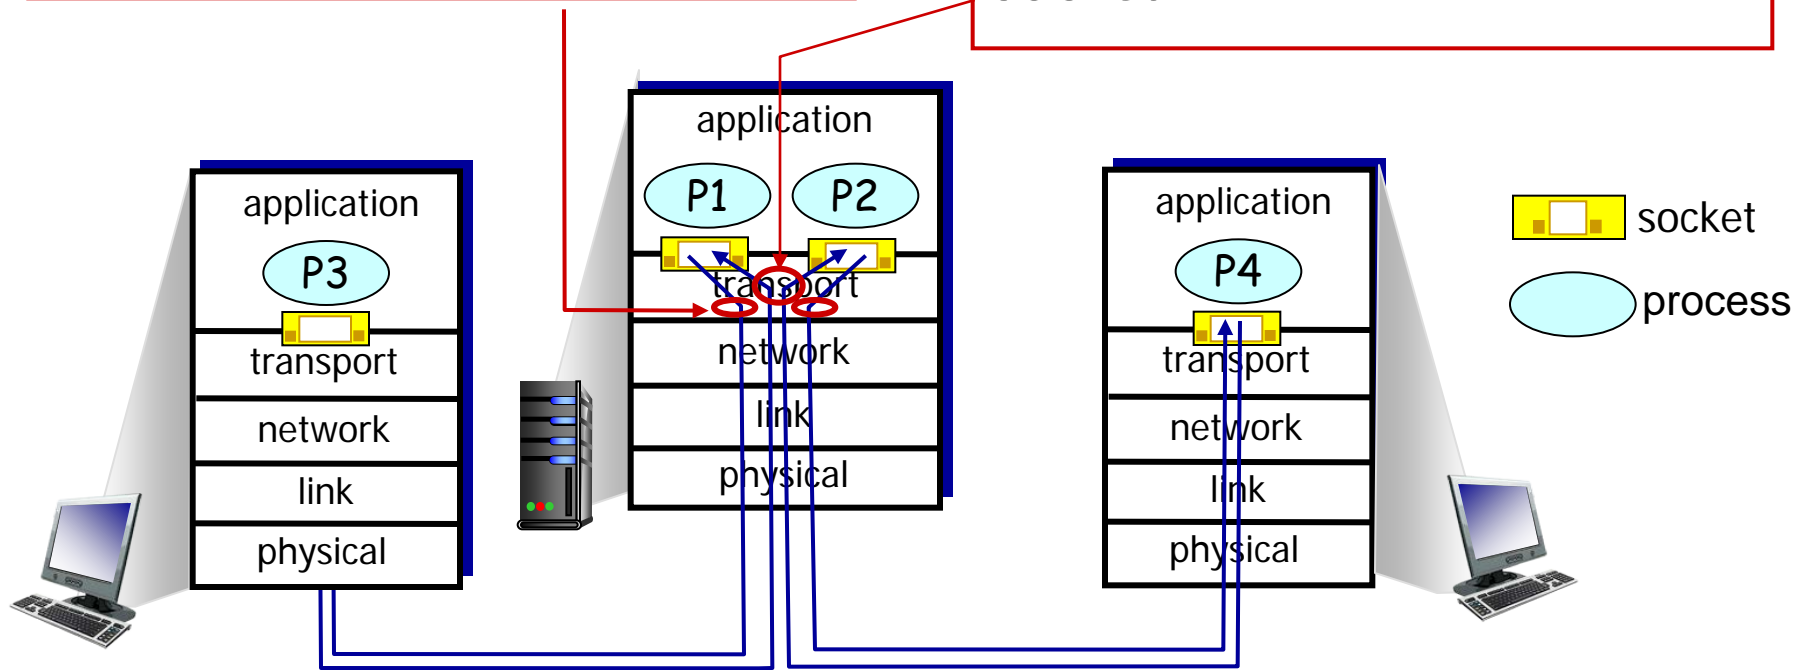 application
P1
P2
transport
network
link
physical
application
P3
transport
network
link
physical
application
P4
transport
network
link
physical
socket
process